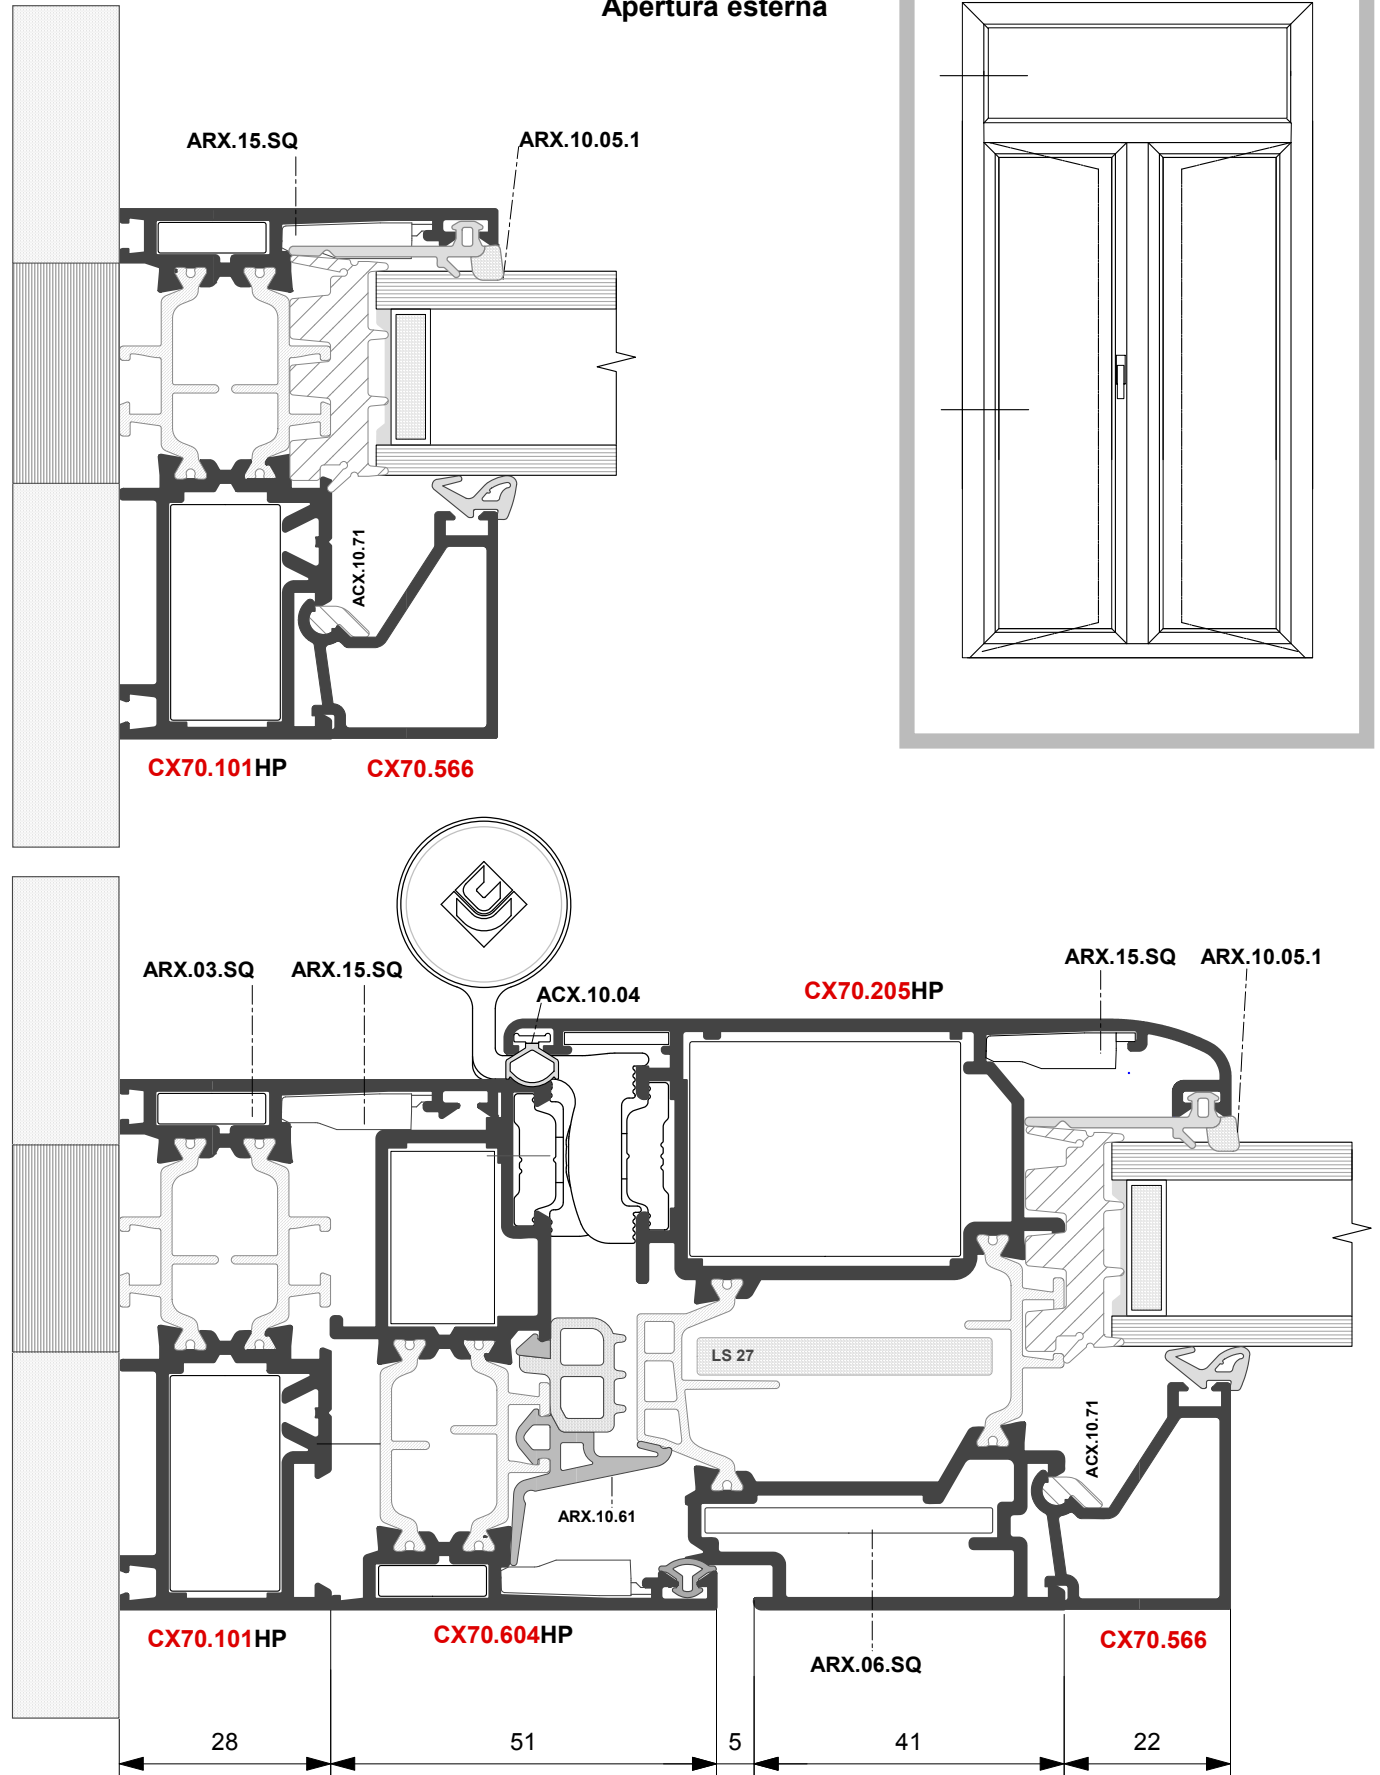 Apertura esterna
ARX.15.SQ
ARX.10.05.1
ACX.10.71
CX70.101HP
CX70.566
ARX.03.SQ
ARX.15.SQ
ACX.10.04
CX70.205HP
ARX.15.SQ
ARX.10.05.1
LS 27
ACX.10.71
ARX.10.61
CX70.101HP
CX70.604HP
ARX.06.SQ
CX70.566
28
51
5
41
22